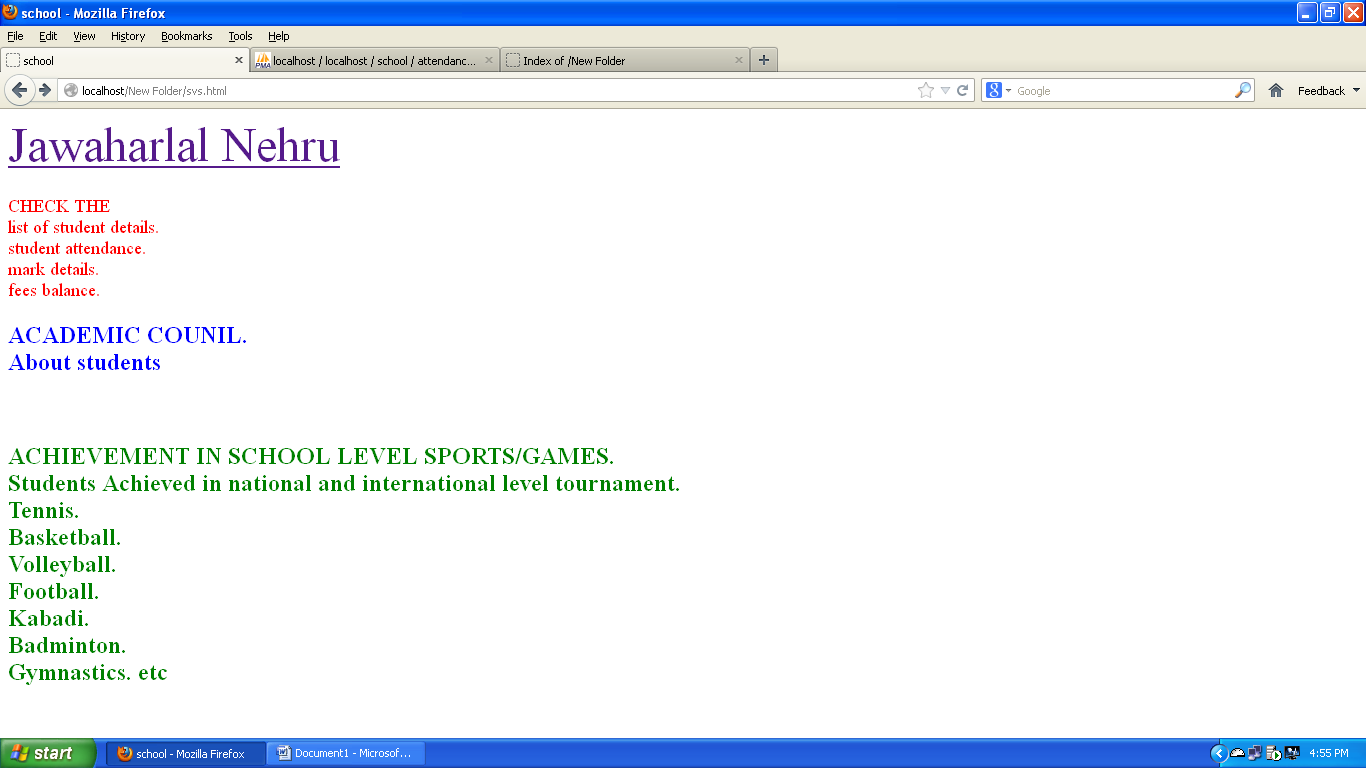 school - Mozilla Firefox
File Edit View History Bookmarks Tools Help
school
PMA localhost / localhost / school / attendanc...
Index of /New Folder
localhost/New Folder/svs.html
8 Google
Feedback
Jawaharlal Nehru
CHECK THE
list of student details.
student attendance.
mark details.
fees balance.
ACADEMIC COUNIL.
About students
ACHIEVEMENT IN SCHOOL LEVEL SPORTS/GAMES.
Students Achieved in national and international level tournament.
Tennis.
Basketball.
Volleyball.
Football.
Kabadi.
Badminton.
Gymnastics. etc
start
school - Mozilla Firefox
Document1 - Microsof...
4:55 PM